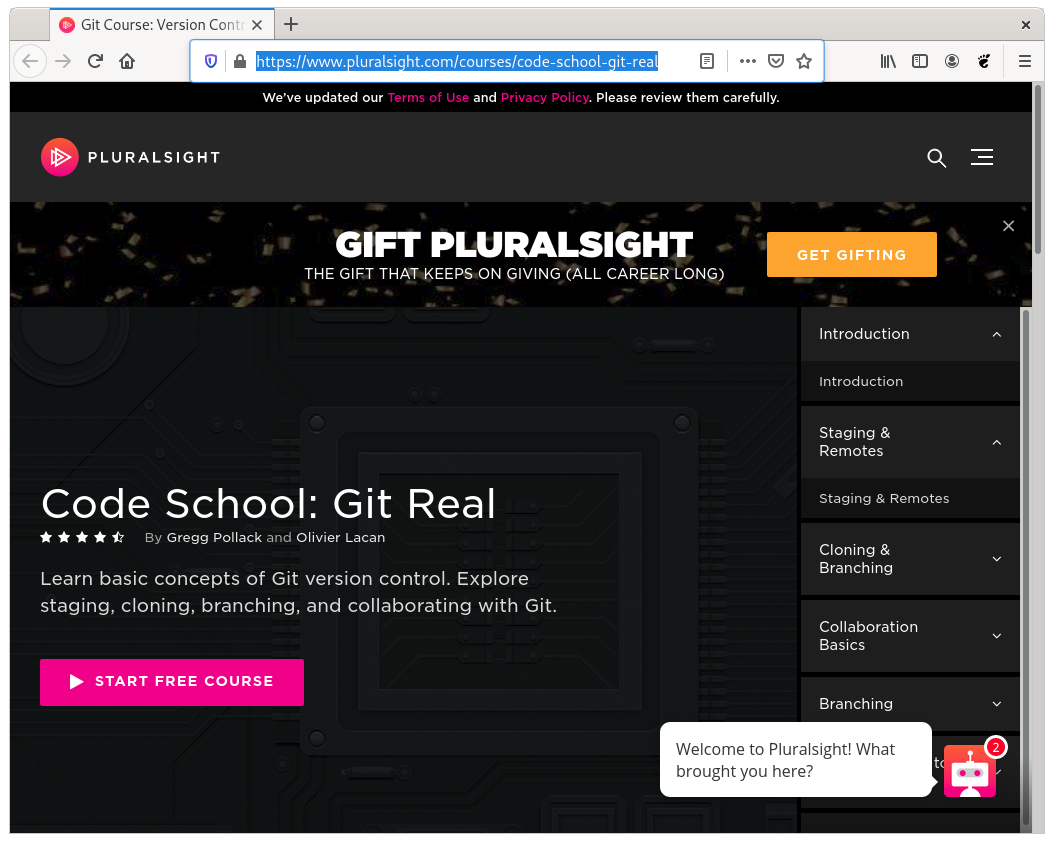 Git Course: Version Contr
https://www.pluralsight.com/courses/code-school-git-real
We've updated our Terms of Use and Privacy Policy. Please review them carefully.
PLURALSIGHT
GIFT PLURALSIGHT
THE GIFT THAT KEEPS ON GIVING (ALL CAREER LONG)
GET GIFTING
Code School: Git Real
By Gregg Pollack and Olivier Lacan
Learn basic concepts of Git version control. Explore
staging, cloning, branching, and collaborating with Git.
START FREE COURSE
Introduction
Introduction
Staging &
Remotes
Staging & Remotes
Cloning &
Branching
Collaboration
Basics
Branching
Welcome to Pluralsight! What
brought you here?
2